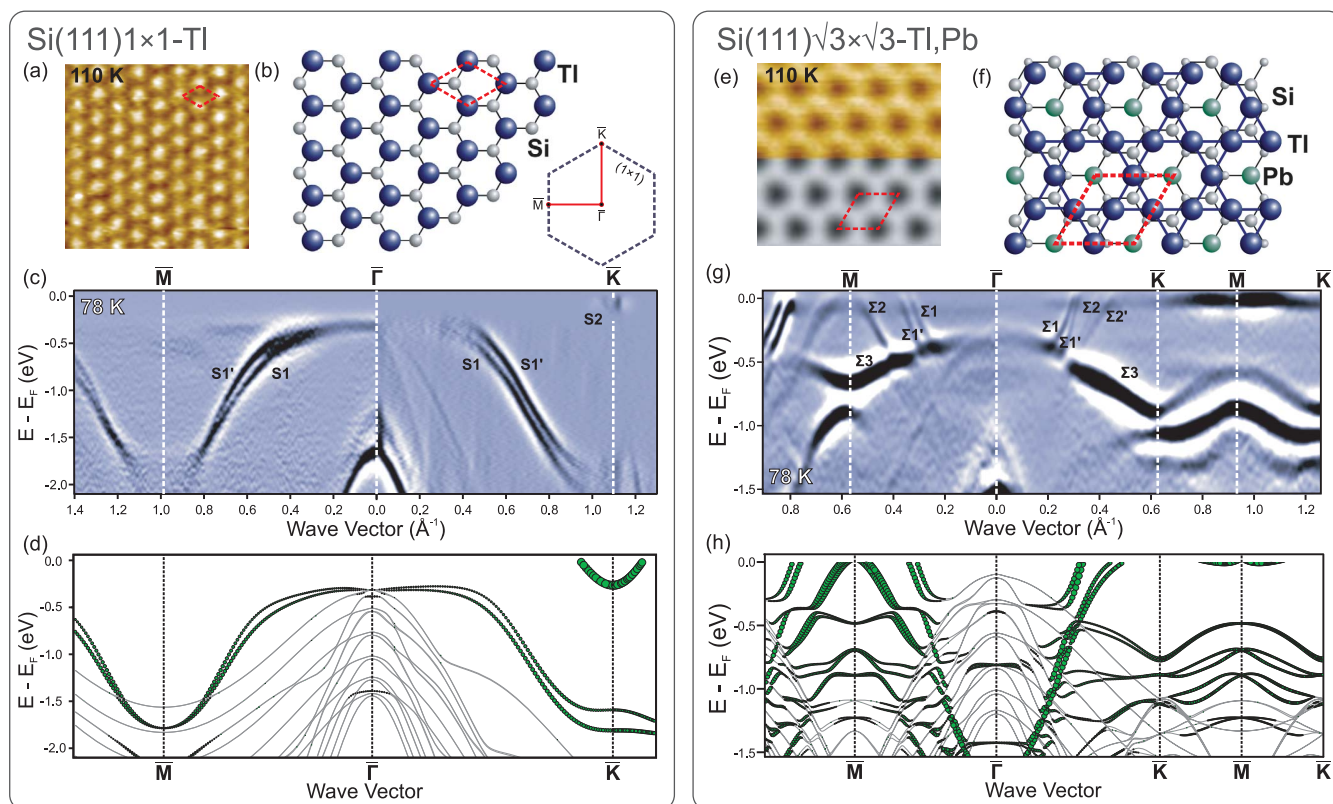 Si(111)1×1-Tl
(a)
110 K
(b)
Tl
Si
K̅
(1×1)
M̅
Γ̅
(c)
M̅
Γ̅
K̅
78 K
S2
S1'
S1
S1
S1'
E - E_F (eV)
0.0
-0.5
-1.0
-1.5
-2.0
1.4
1.2
1.0
0.8
0.6
0.4
0.2
0.0
0.2
0.4
0.6
0.8
1.0
1.2
Wave Vector (Å⁻¹)
(d)
E - E_F (eV)
0.0
-0.5
-1.0
-1.5
-2.0
M̅
Γ̅
K̅
Wave Vector
Si(111)√3×√3-Tl,Pb
(e)
110 K
(f)
Si
Tl
Pb
(g)
M̅
Γ̅
K̅
M̅
Σ2
Σ1
Σ1'
Σ3
Σ1
Σ1'
Σ2
Σ2'
Σ3
78 K
E - E_F (eV)
0.0
-0.5
-1.0
-1.5
0.8
0.6
0.4
0.2
0.0
0.2
0.4
0.6
0.8
1.0
1.2
Wave Vector (Å⁻¹)
(h)
E - E_F (eV)
0.0
-0.5
-1.0
-1.5
M̅
Γ̅
K̅
M̅
K̅
Wave Vector